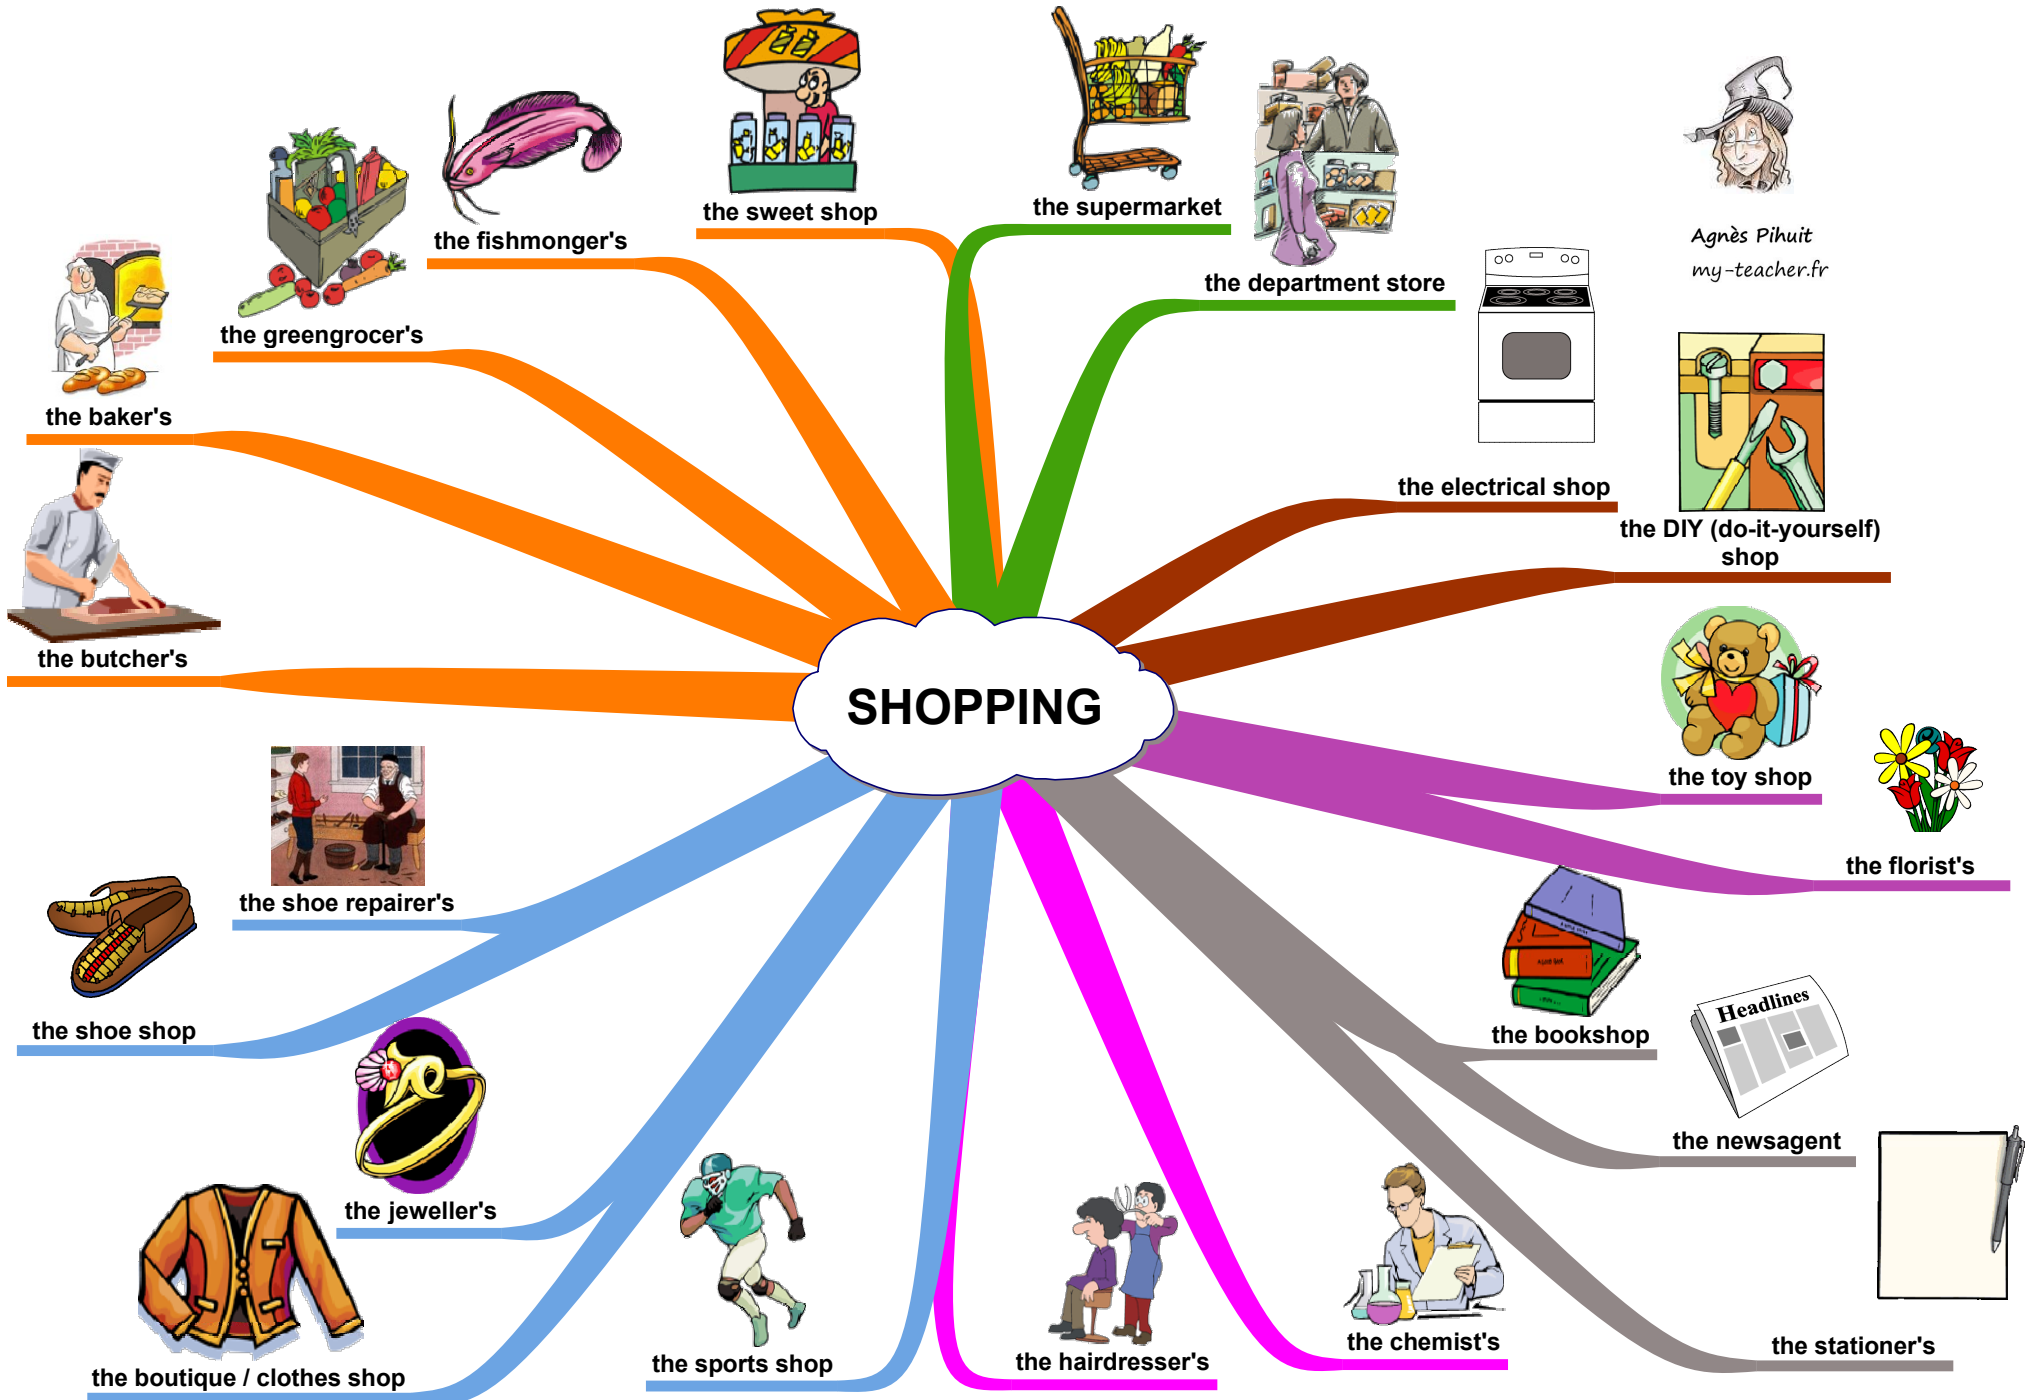 the sweet shop
the supermarket
the fishmonger's
Agnès Pihuit
my-teacher.fr
the department store
the greengrocer's
the baker's
the electrical shop
the DIY (do-it-yourself)
shop
the butcher's
SHOPPING
the toy shop
the florist's
the shoe repairer's
the shoe shop
the bookshop
Headlines
the newsagent
the jeweller's
the stationer's
the chemist's
the hairdresser's
the sports shop
the boutique / clothes shop